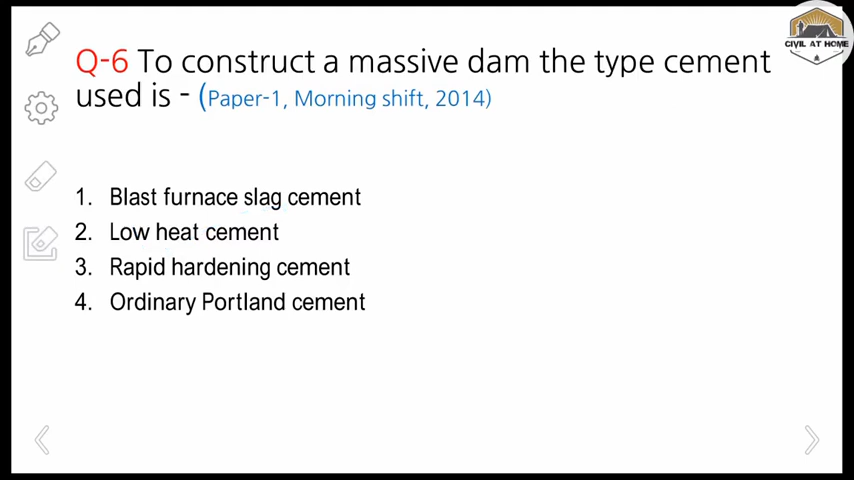 CIVIL AT HOME
Q-6 To construct a massive dam the type cement
used is - (Paper-1, Morning shift, 2014)
1. Blast furnace slag cement
2. Low heat cement
3. Rapid hardening cement
4. Ordinary Portland cement